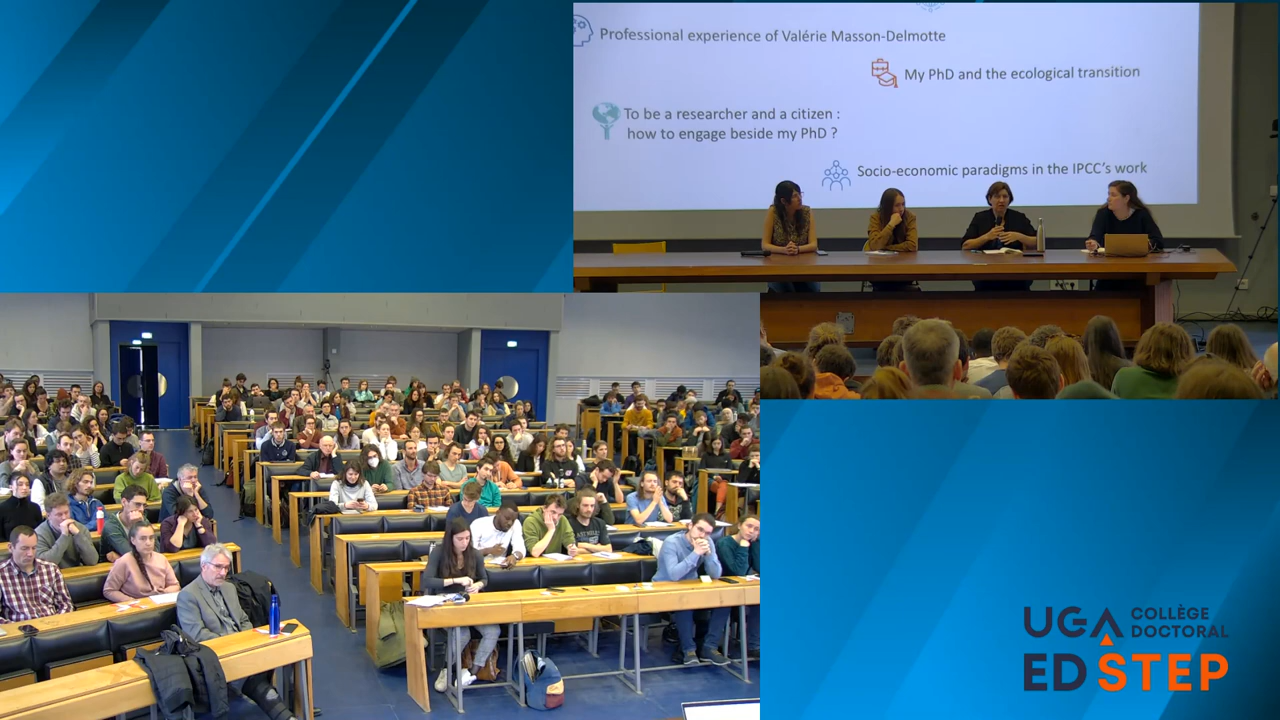 Professional experience of Valérie Masson-Delmotte
My PhD and the ecological transition
To be a researcher and a citizen :
how to engage beside my PhD ?
Socio-economic paradigms in the IPCC's work
UGA COLLÈGE
DOCTORAL
ED STEP